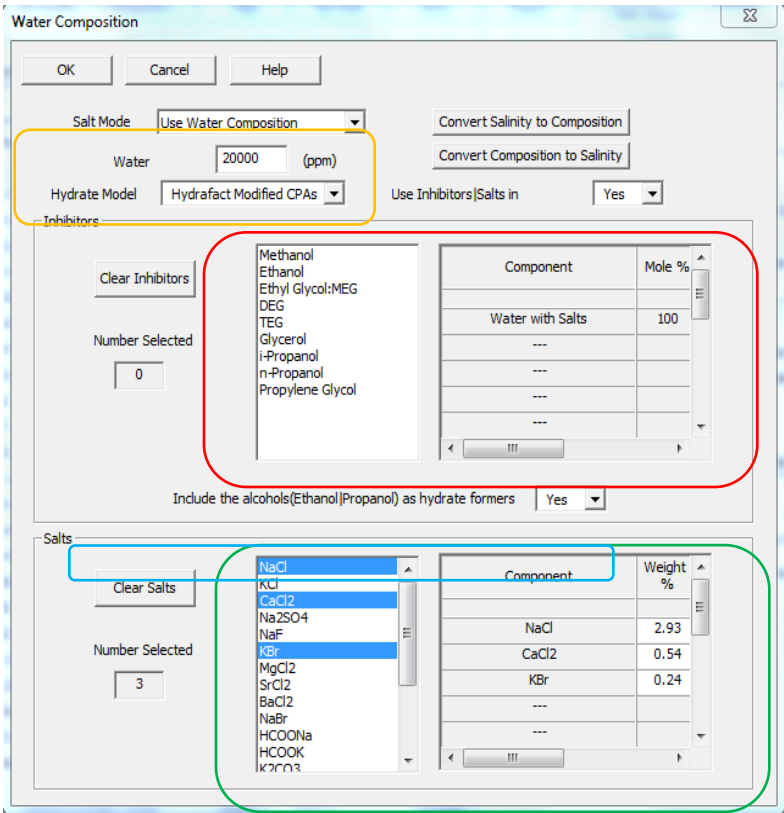 Water Composition
OK Cancel Help
Salt Mode Use Water Composition Convert Salinity to Composition
Water 20000 (ppm) Convert Composition to Salinity
Hydrate Model Hydrafact Modified CPAs Use Inhibitors|Salts in Yes
Inhibitors
Clear Inhibitors
Number Selected
0
Methanol
Ethanol
Ethyl Glycol:MEG
DEG
TEG
Glycerol
i-Propanol
n-Propanol
Propylene Glycol
Component Mole %
Water with Salts 100
---
---
---
---
Include the alcohols(Ethanol|Propanol) as hydrate formers Yes
Salts
Clear Salts
Number Selected
3
NaCl
KCl
CaCl2
Na2SO4
NaF
KBr
MgCl2
SrCl2
BaCl2
NaBr
HCOONa
HCOOK
K2CO3
Component Weight %
NaCl 2.93
CaCl2 0.54
KBr 0.24
---
---